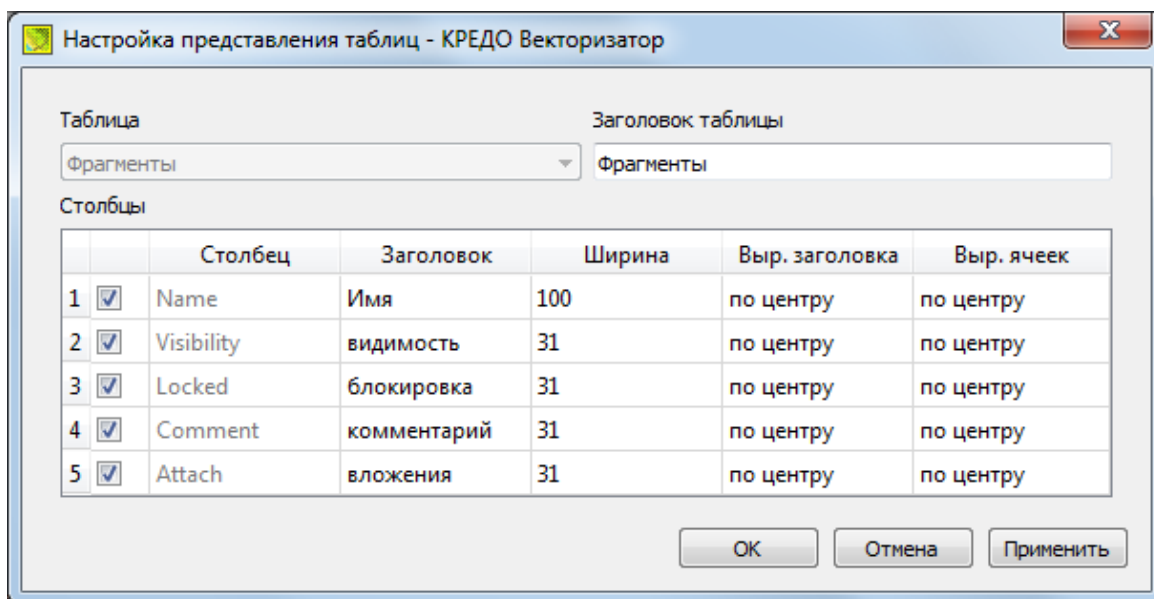 Настройка представления таблиц - КРЕДО Векторизатор
Таблица Заголовок таблицы
Фрагменты Фрагменты
Столбцы
Столбец Заголовок Ширина Выр. заголовка Выр. ячеек
1 Name Имя 100 по центру по центру
2 Visibility видимость 31 по центру по центру
3 Locked блокировка 31 по центру по центру
4 Comment комментарий 31 по центру по центру
5 Attach вложения 31 по центру по центру
OK Отмена Применить